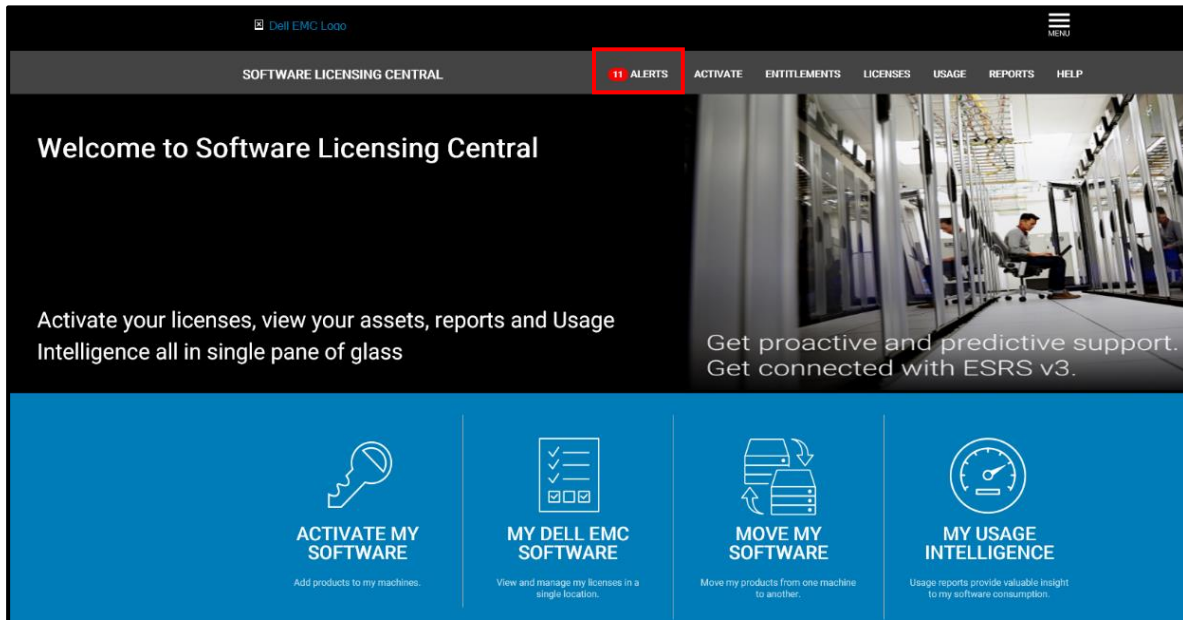 Dell EMC Logo
MENU
SOFTWARE LICENSING CENTRAL
11 ALERTS
ACTIVATE
ENTITLEMENTS
LICENSES
USAGE
REPORTS
HELP
Welcome to Software Licensing Central
Activate your licenses, view your assets, reports and Usage
Intelligence all in single pane of glass
Get proactive and predictive support.
Get connected with ESRS v3.
ACTIVATE MY
SOFTWARE
Add products to my machines.
MY DELL EMC
SOFTWARE
View and manage my licenses in a
single location.
MOVE MY
SOFTWARE
Move my products from one machine
to another.
MY USAGE
INTELLIGENCE
Usage reports provide valuable insight
to my software consumption.